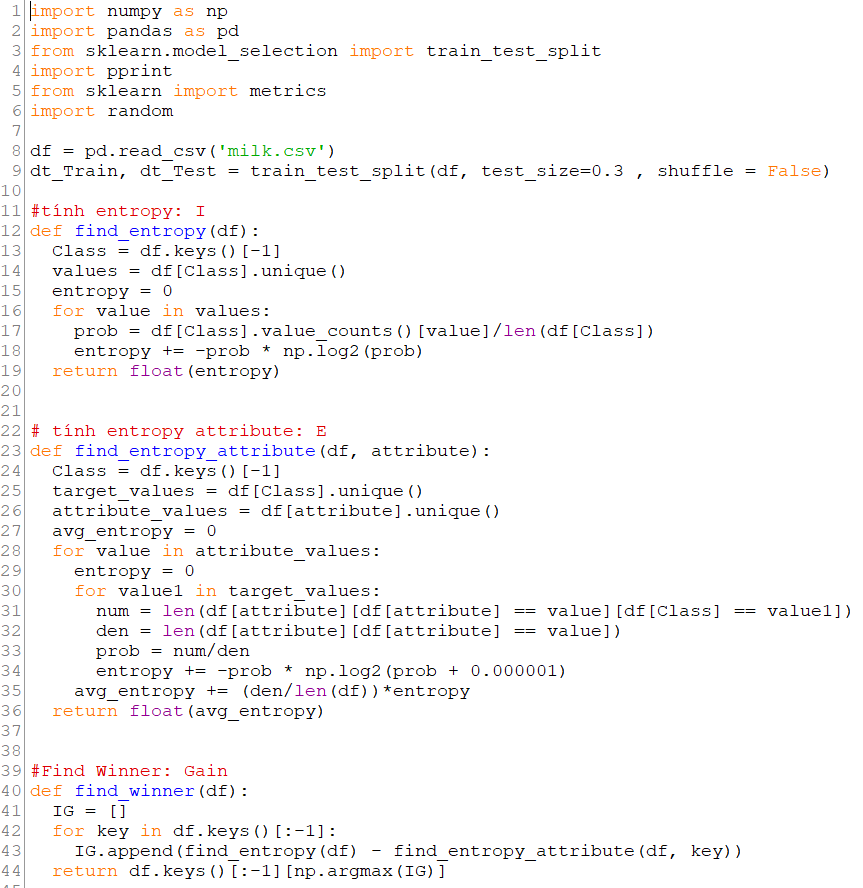 1 import numpy as np
2 import pandas as pd
3 from sklearn.model_selection import train_test_split
4 import pprint
5 from sklearn import metrics
6 import random
7
8 df = pd.read_csv('milk.csv')
9 dt_Train, dt_Test = train_test_split(df, test_size=0.3 , shuffle = False)
10
11 #tính entropy: I
12 def find_entropy(df):
13   Class = df.keys()[-1]
14   values = df[Class].unique()
15   entropy = 0
16   for value in values:
17     prob = df[Class].value_counts()[value]/len(df[Class])
18     entropy += -prob * np.log2(prob)
19   return float(entropy)
20
21
22 # tính entropy attribute: E
23 def find_entropy_attribute(df, attribute):
24   Class = df.keys()[-1]
25   target_values = df[Class].unique()
26   attribute_values = df[attribute].unique()
27   avg_entropy = 0
28   for value in attribute_values:
29     entropy = 0
30     for value1 in target_values:
31       num = len(df[attribute][df[attribute] == value][df[Class] == value1])
32       den = len(df[attribute][df[attribute] == value])
33       prob = num/den
34       entropy += -prob * np.log2(prob + 0.000001)
35     avg_entropy += (den/len(df))*entropy
36   return float(avg_entropy)
37
38
39 #Find Winner: Gain
40 def find_winner(df):
41   IG = []
42   for key in df.keys()[:-1]:
43     IG.append(find_entropy(df) - find_entropy_attribute(df, key))
44   return df.keys()[:-1][np.argmax(IG)]